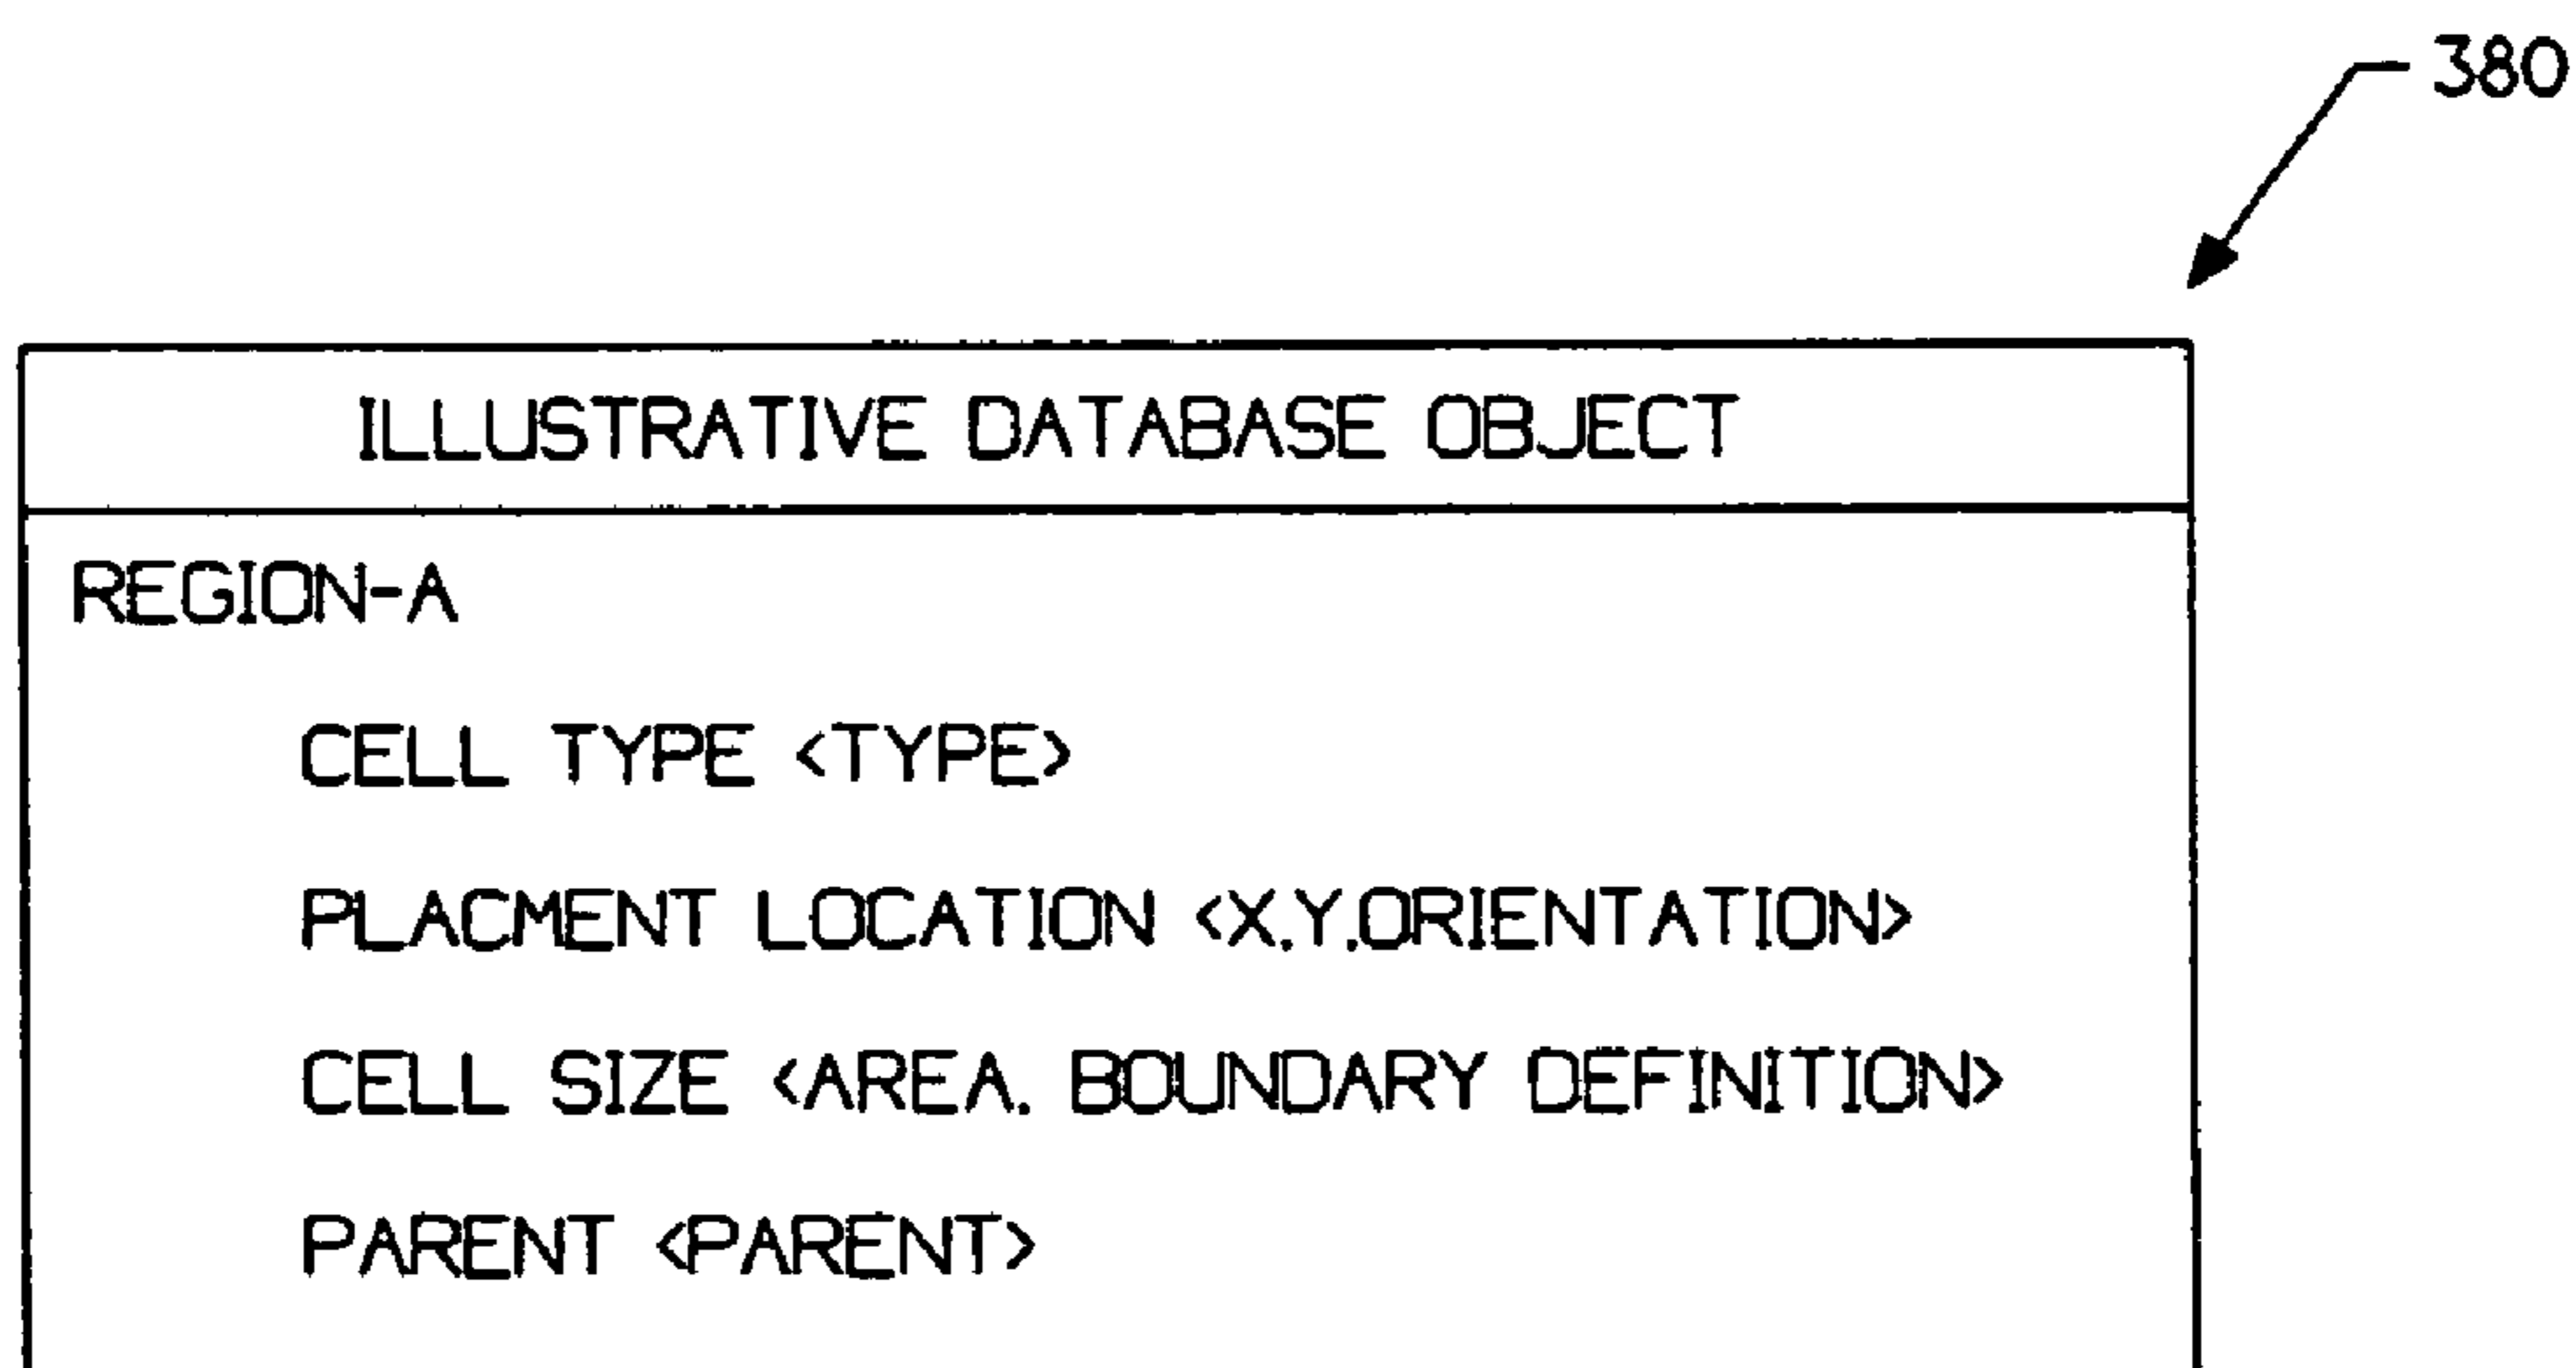 380
ILLUSTRATIVE DATABASE OBJECT
REGION-A
CELL TYPE <TYPE>
PLACMENT LOCATION <X.Y.ORIENTATION>
CELL SIZE <AREA. BOUNDARY DEFINITION>
PARENT <PARENT>